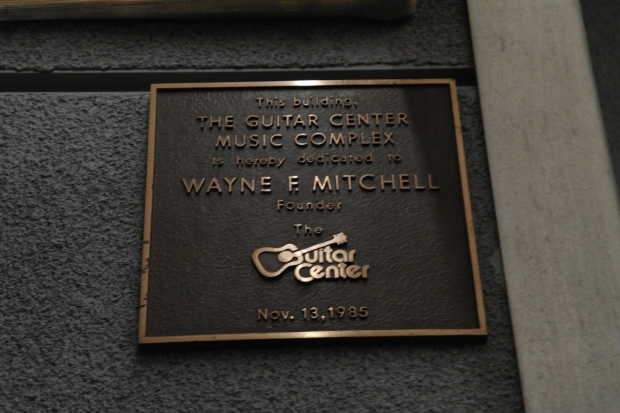 This building,
THE GUITAR CENTER
MUSIC COMPLEX
is hereby dedicated to
WAYNE F. MITCHELL
Founder
The
Guitar
Center
Nov. 13, 1985